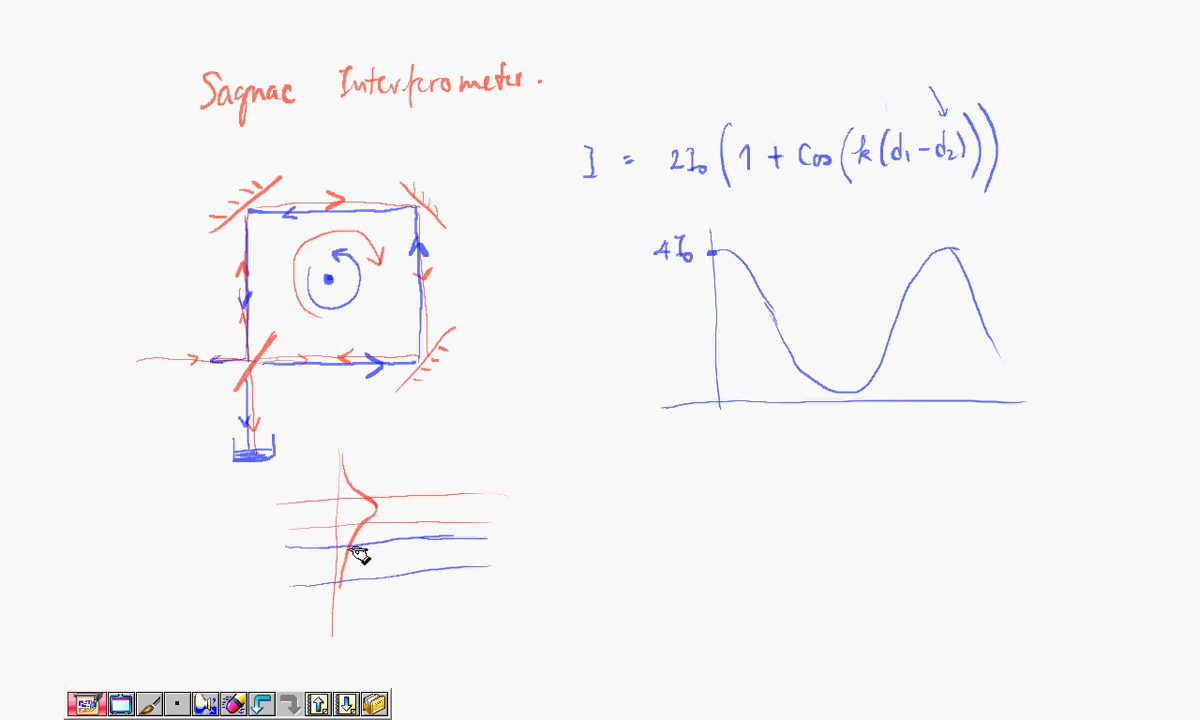 Sagnac Interferometer.
I = 2I₀(1 + Cos(k(d₁-d₂)))
4I₀